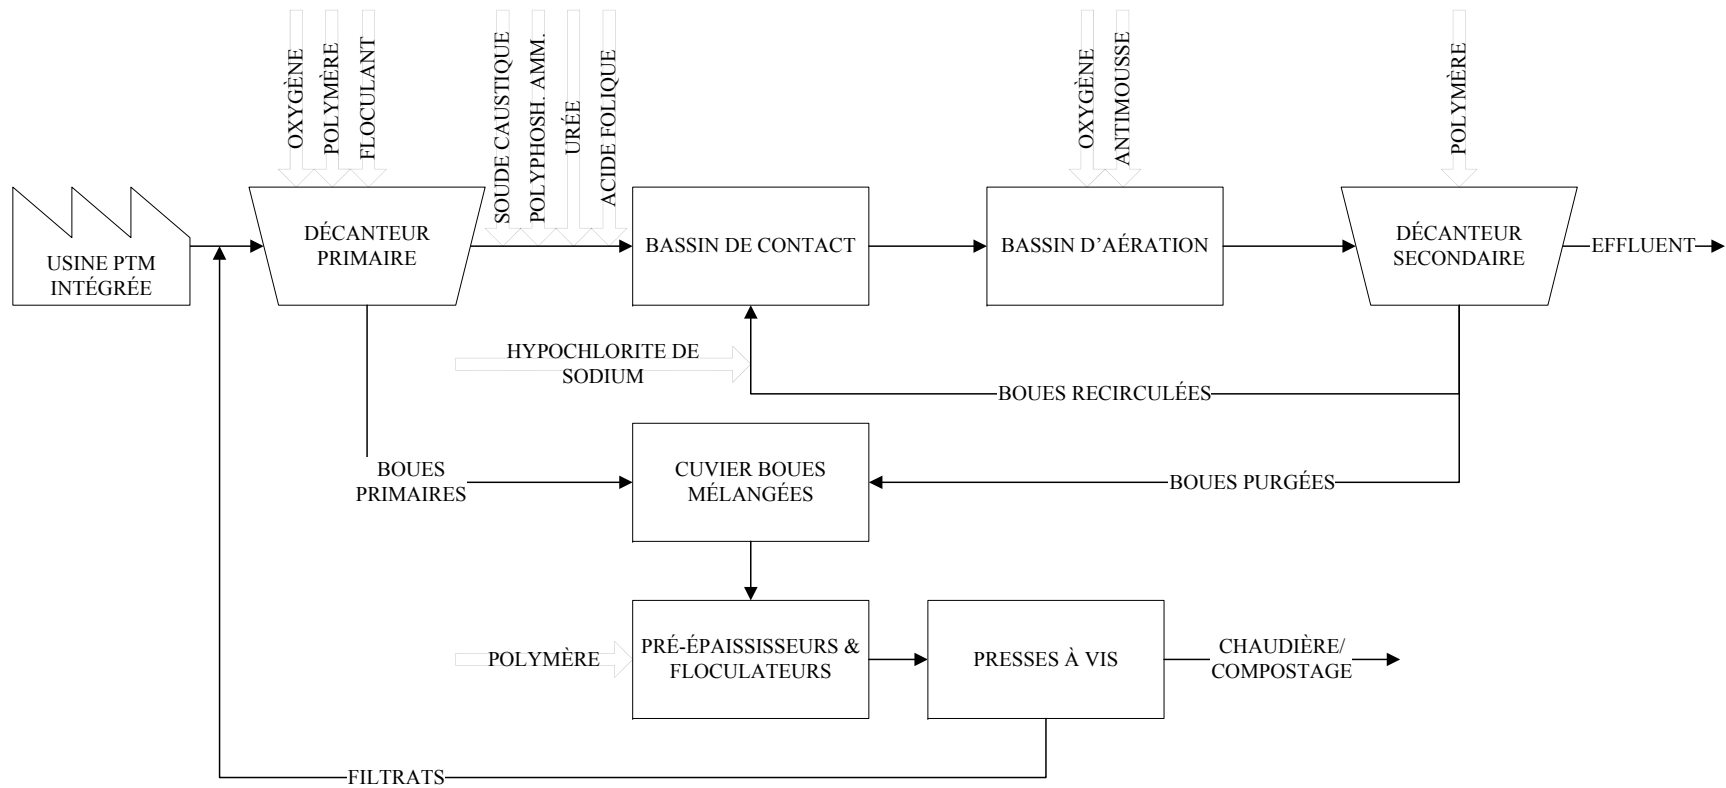 OXYGÈNE
POLYMÈRE
FLOCULANT
SOUDE CAUSTIQUE
POLYPHOSH. AMM.
URÉE
ACIDE FOLIQUE
OXYGÈNE
ANTIMOUSSE
POLYMÈRE
USINE PTM
INTÉGRÉE
DÉCANTEUR
PRIMAIRE
BASSIN DE CONTACT
BASSIN D’AÉRATION
DÉCANTEUR
SECONDAIRE
EFFLUENT
HYPOCHLORITE DE
SODIUM
BOUES RECIRCULÉES
BOUES
PRIMAIRES
CUVIER BOUES
MÉLANGÉES
BOUES PURGÉES
POLYMÈRE
PRÉ-ÉPAISSISSEURS &
FLOCULATEURS
PRESSES À VIS
CHAUDIÈRE/
COMPOSTAGE
FILTRATS